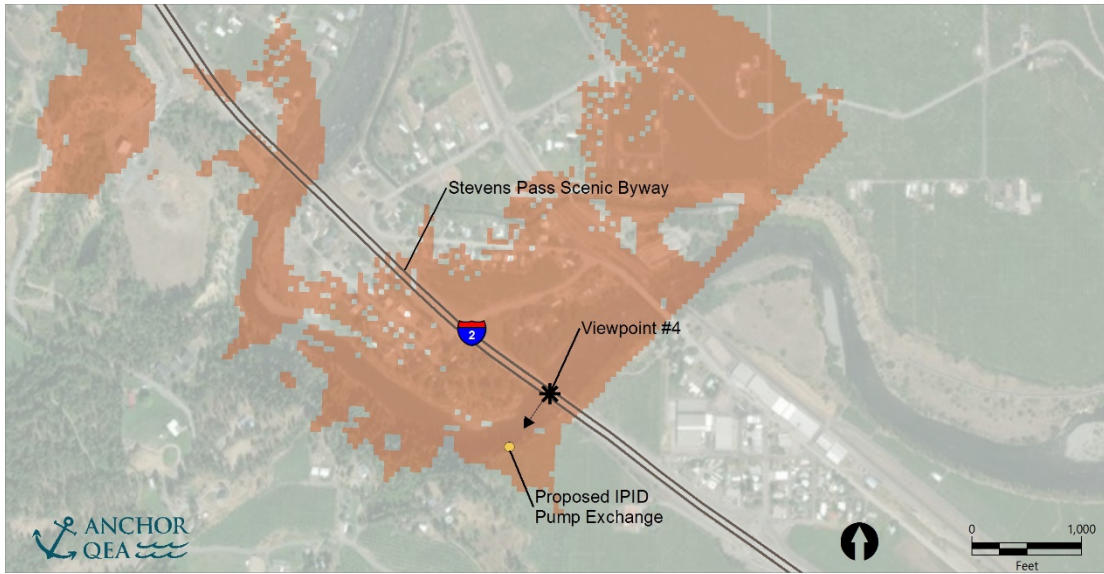 Stevens Pass Scenic Byway
2
Viewpoint #4
Proposed IPID
Pump Exchange
ANCHOR
QEA
0 1,000
Feet